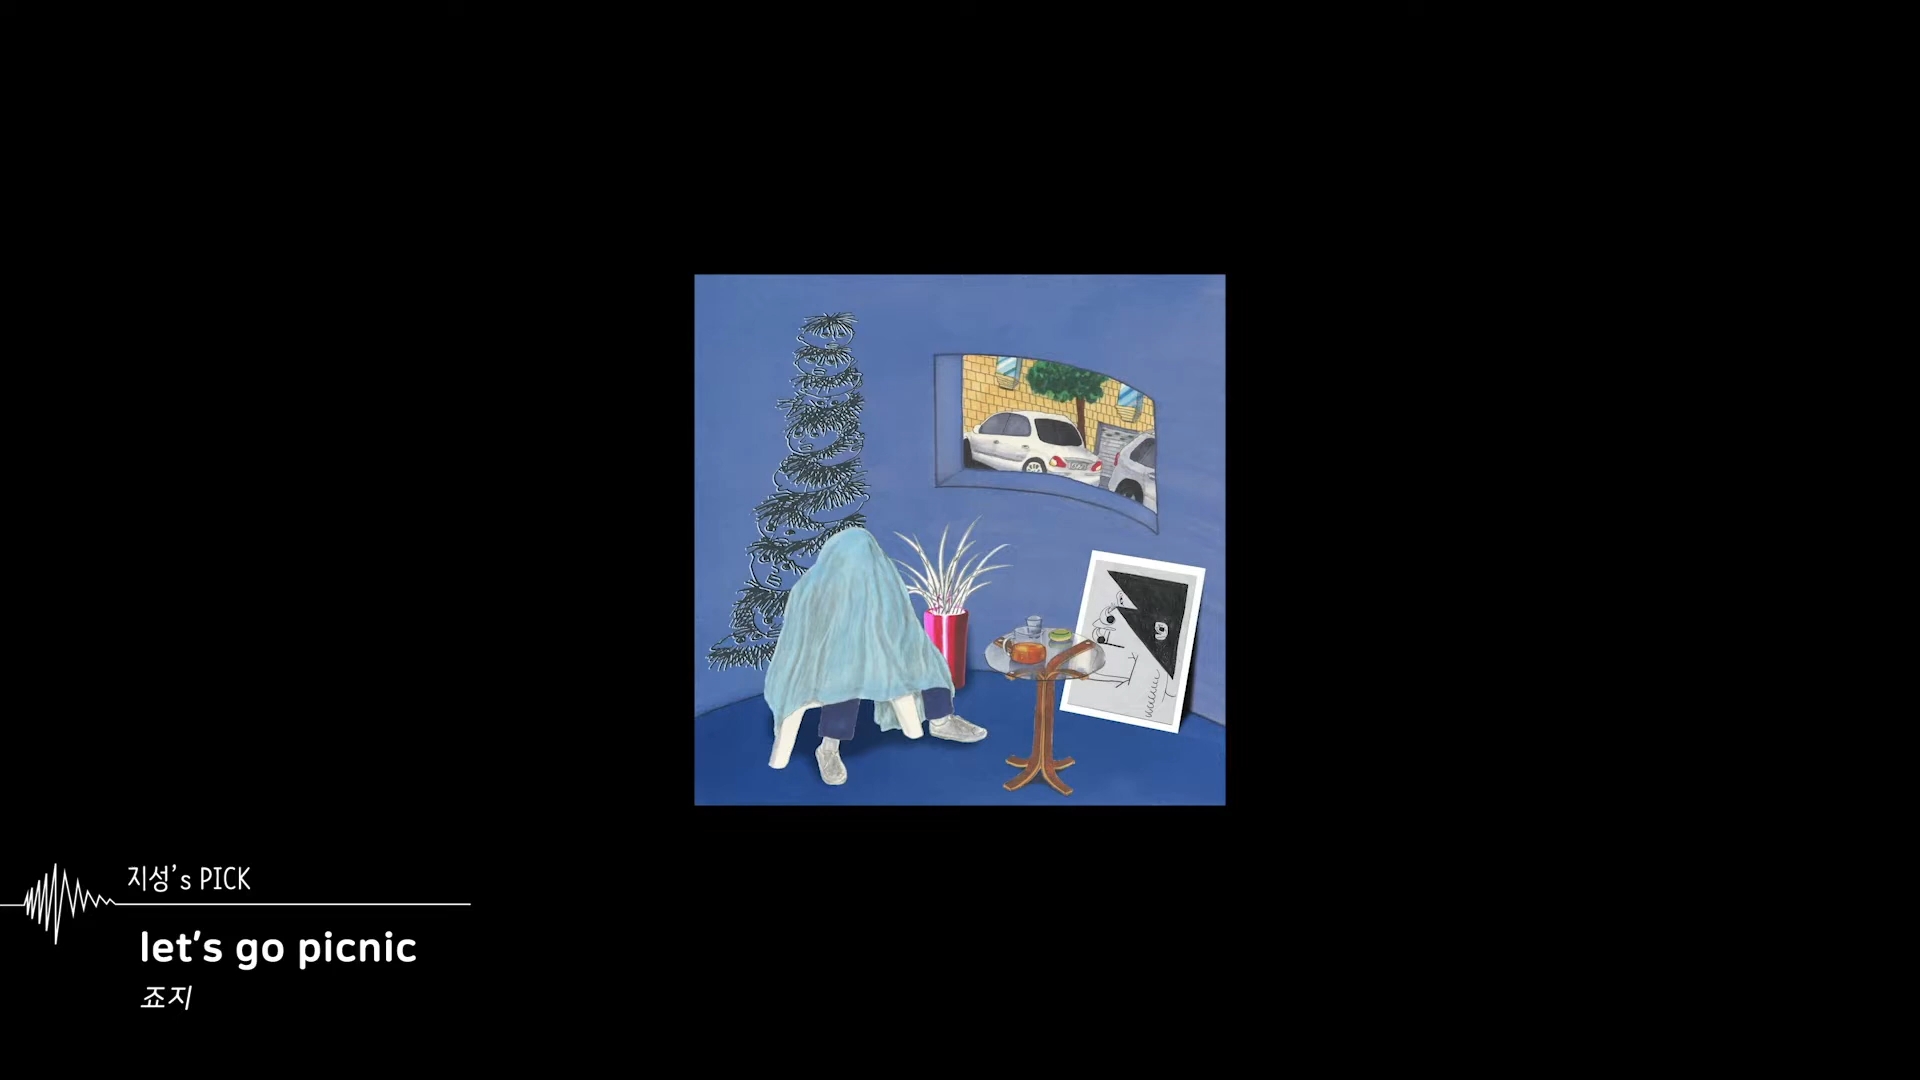 지성's PICK
let's go picnic
죠지